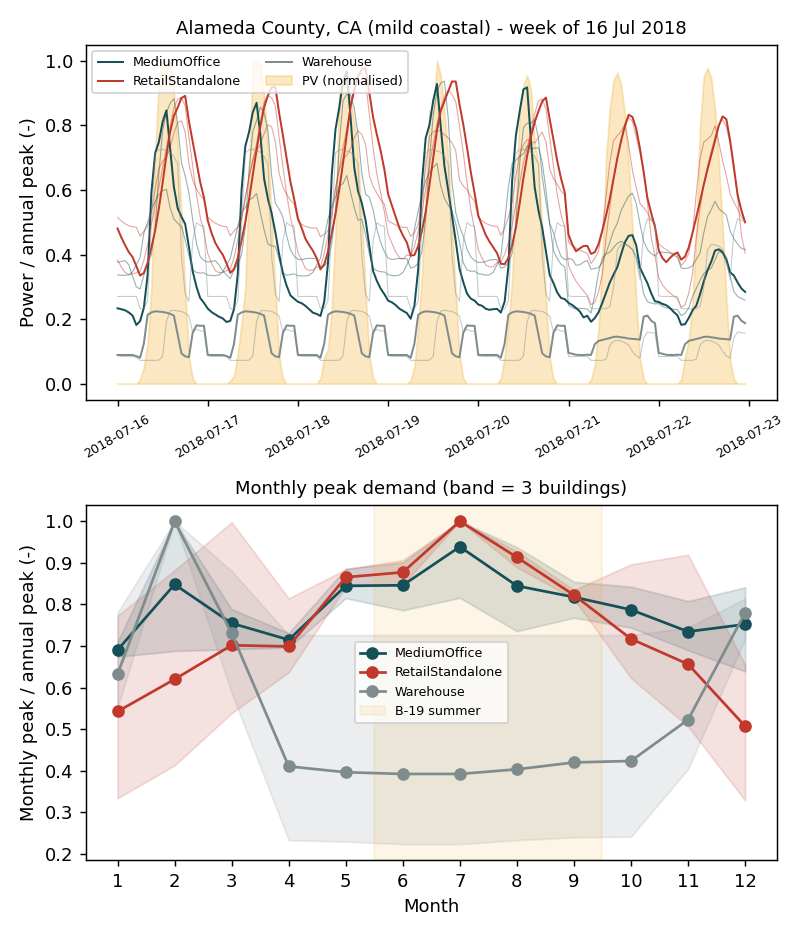 Alameda County, CA (mild coastal) - week of 16 Jul 2018
Power / annual peak (-)
1.0
0.8
0.6
0.4
0.2
0.0
MediumOffice
RetailStandalone
Warehouse
PV (normalised)
2018-07-16
2018-07-17
2018-07-18
2018-07-19
2018-07-20
2018-07-21
2018-07-22
2018-07-23
Monthly peak demand (band = 3 buildings)
Monthly peak / annual peak (-)
1.0
0.9
0.8
0.7
0.6
0.5
0.4
0.3
0.2
MediumOffice
RetailStandalone
Warehouse
B-19 summer
1 2 3 4 5 6 7 8 9 10 11 12
Month